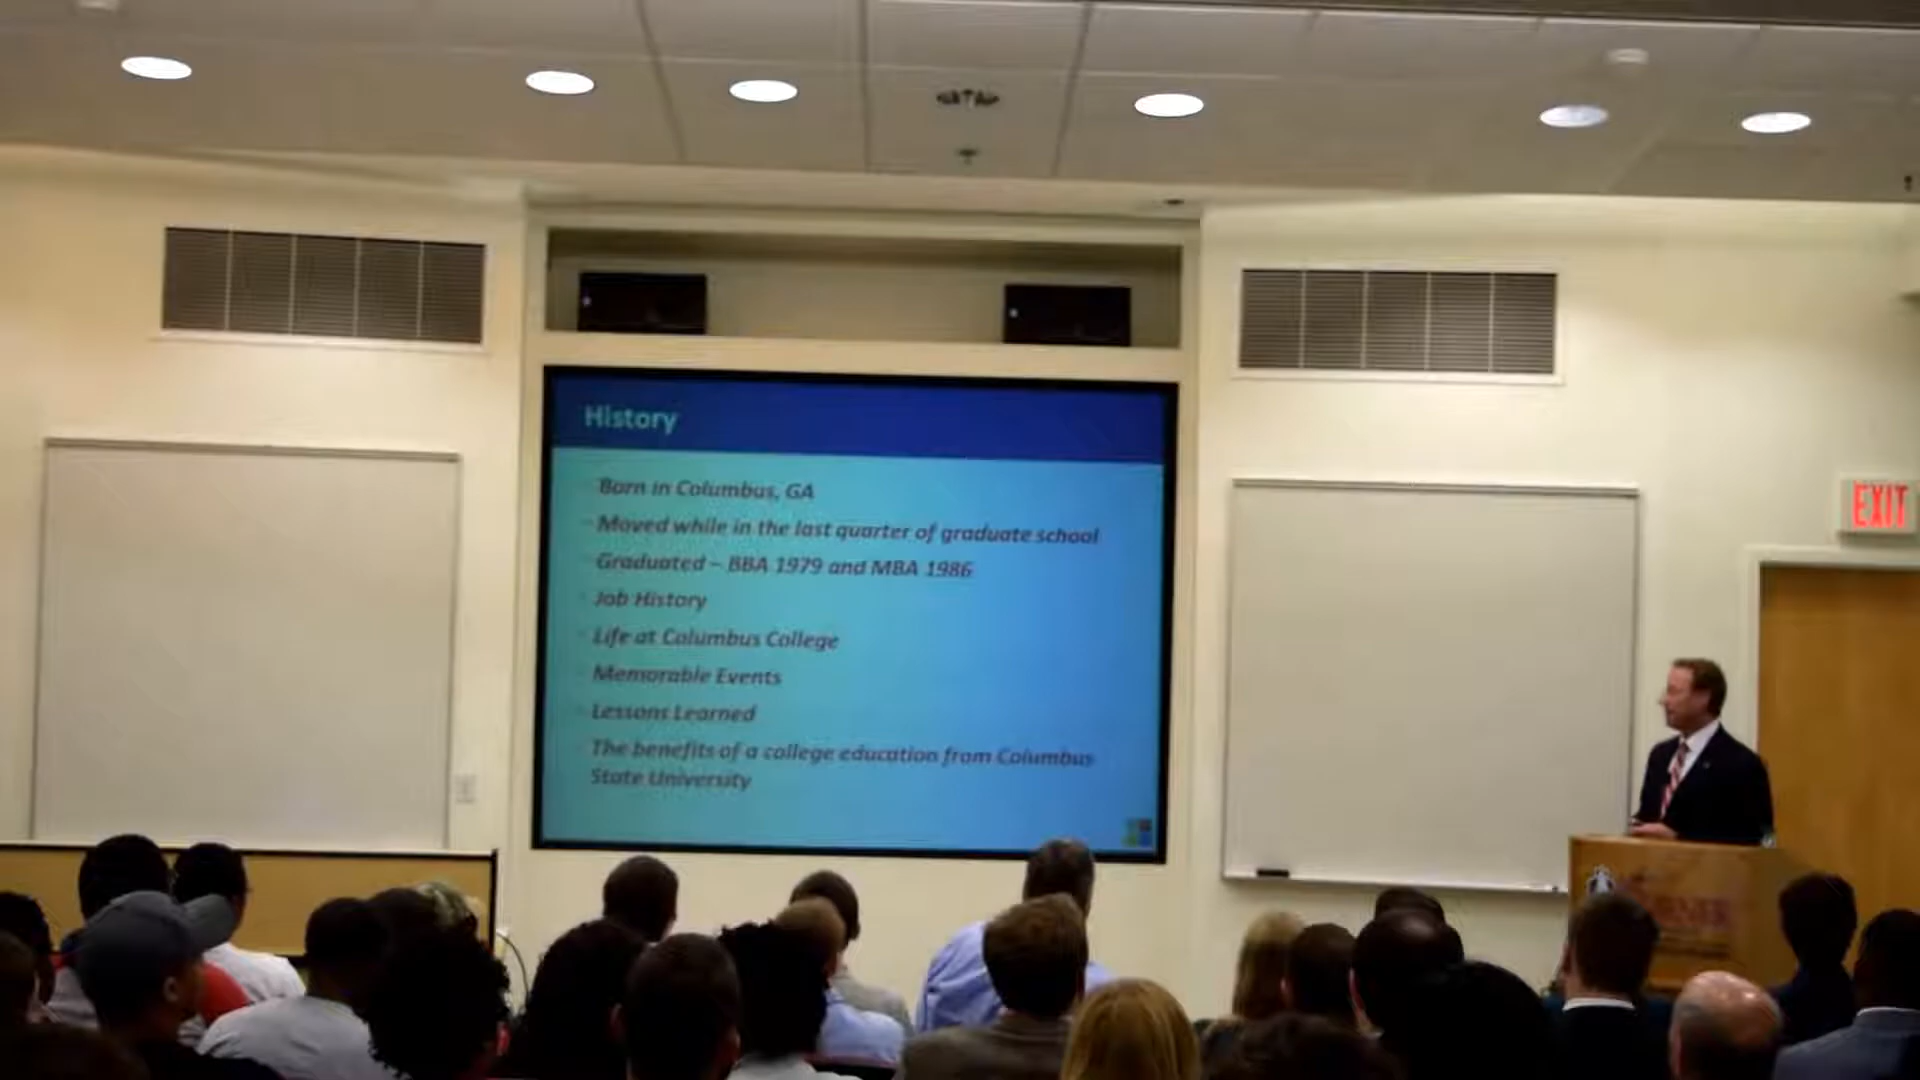 History
Born in Columbus, GA
Moved while in the last quarter of graduate school
Graduated – BBA 1979 and MBA 1986
Job History
Life at Columbus College
Memorable Events
Lessons Learned
The benefits of a college education from Columbus
State University
EXIT